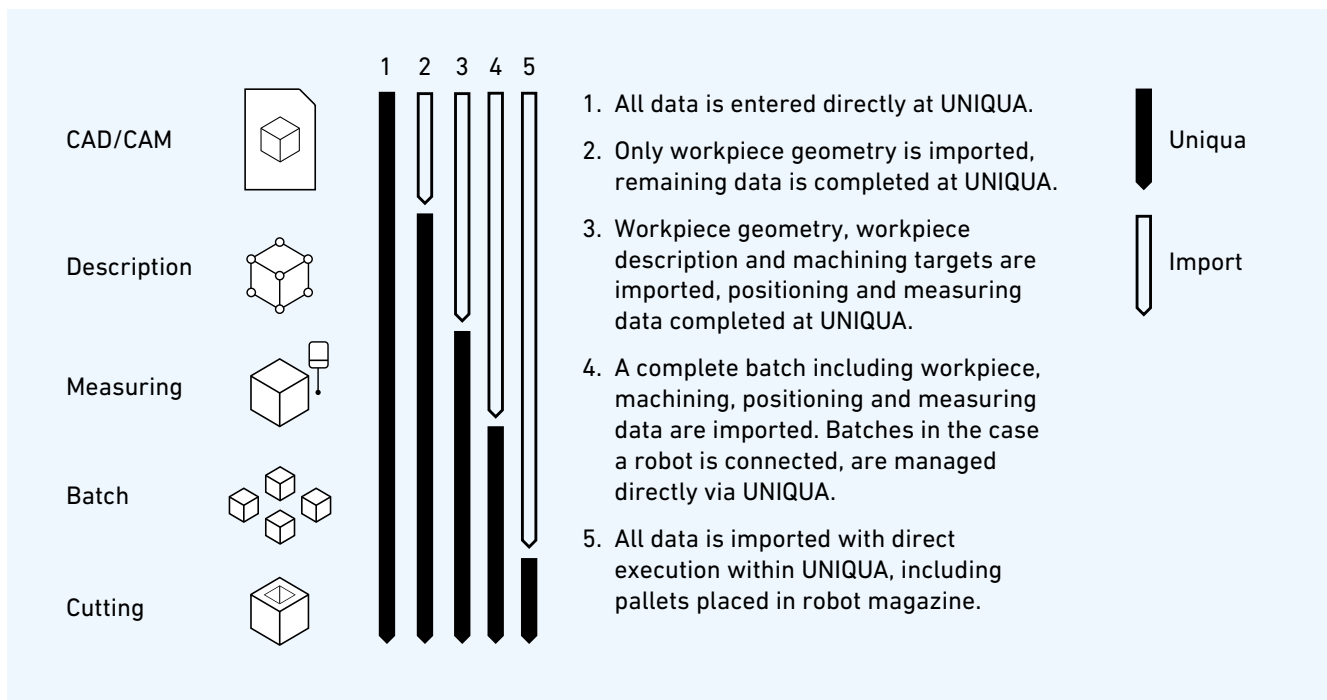 1 2 3 4 5
CAD/CAM
Description
Measuring
Batch
Cutting
1. All data is entered directly at UNIQUA.
2. Only workpiece geometry is imported,
remaining data is completed at UNIQUA.
3. Workpiece geometry, workpiece
description and machining targets are
imported, positioning and measuring
data completed at UNIQUA.
4. A complete batch including workpiece,
machining, positioning and measuring
data are imported. Batches in the case
a robot is connected, are managed
directly via UNIQUA.
5. All data is imported with direct
execution within UNIQUA, including
pallets placed in robot magazine.
Uniqua
Import